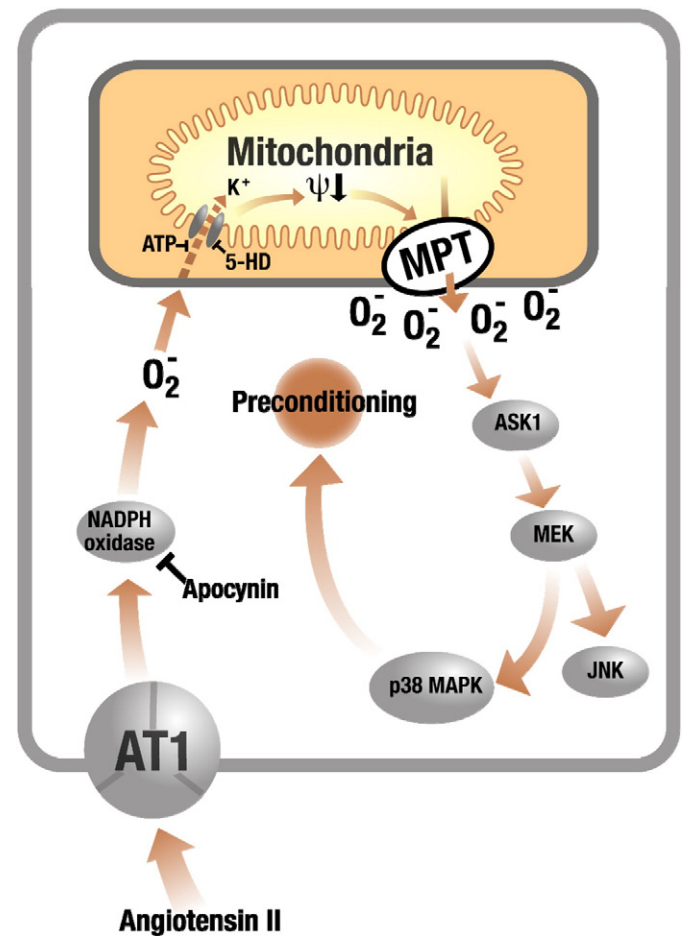 Mitochondria
K⁺
ψ⬇
ATP
5-HD
MPT
O₂⁻ O₂⁻ O₂⁻ O₂⁻
O₂⁻
Preconditioning
ASK1
NADPH
oxidase
MEK
Apocynin
p38 MAPK
JNK
AT1
Angiotensin II